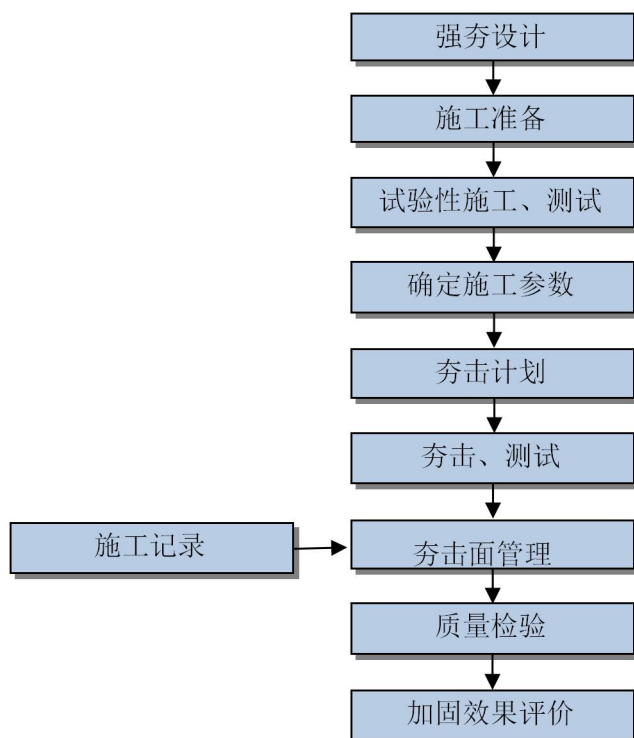 强夯设计
施工准备
试验性施工、测试
确定施工参数
夯击计划
夯击、测试
施工记录
夯击面管理
质量检验
加固效果评价